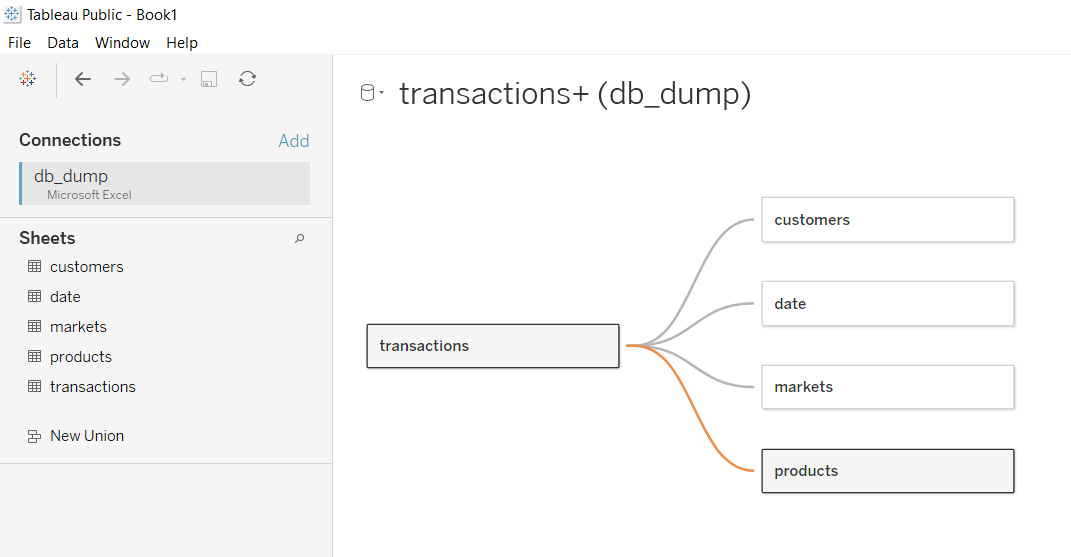 Tableau Public - Book1
File Data Window Help
transactions+ (db_dump)
Connections Add
db_dump
Microsoft Excel
Sheets
customers
date
markets
products
transactions
New Union
transactions
customers
date
markets
products